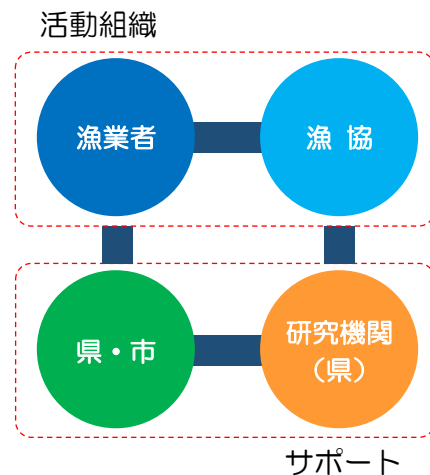 活動組織
漁業者
漁 協
県・市
研究機関
(県)
サポート